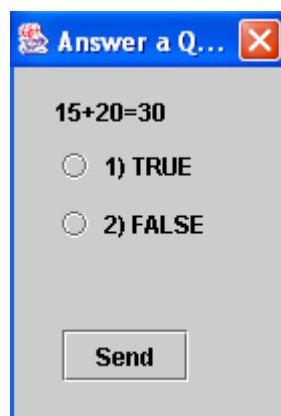 Answer a Q...
15+20=30
1) TRUE
2) FALSE
Send